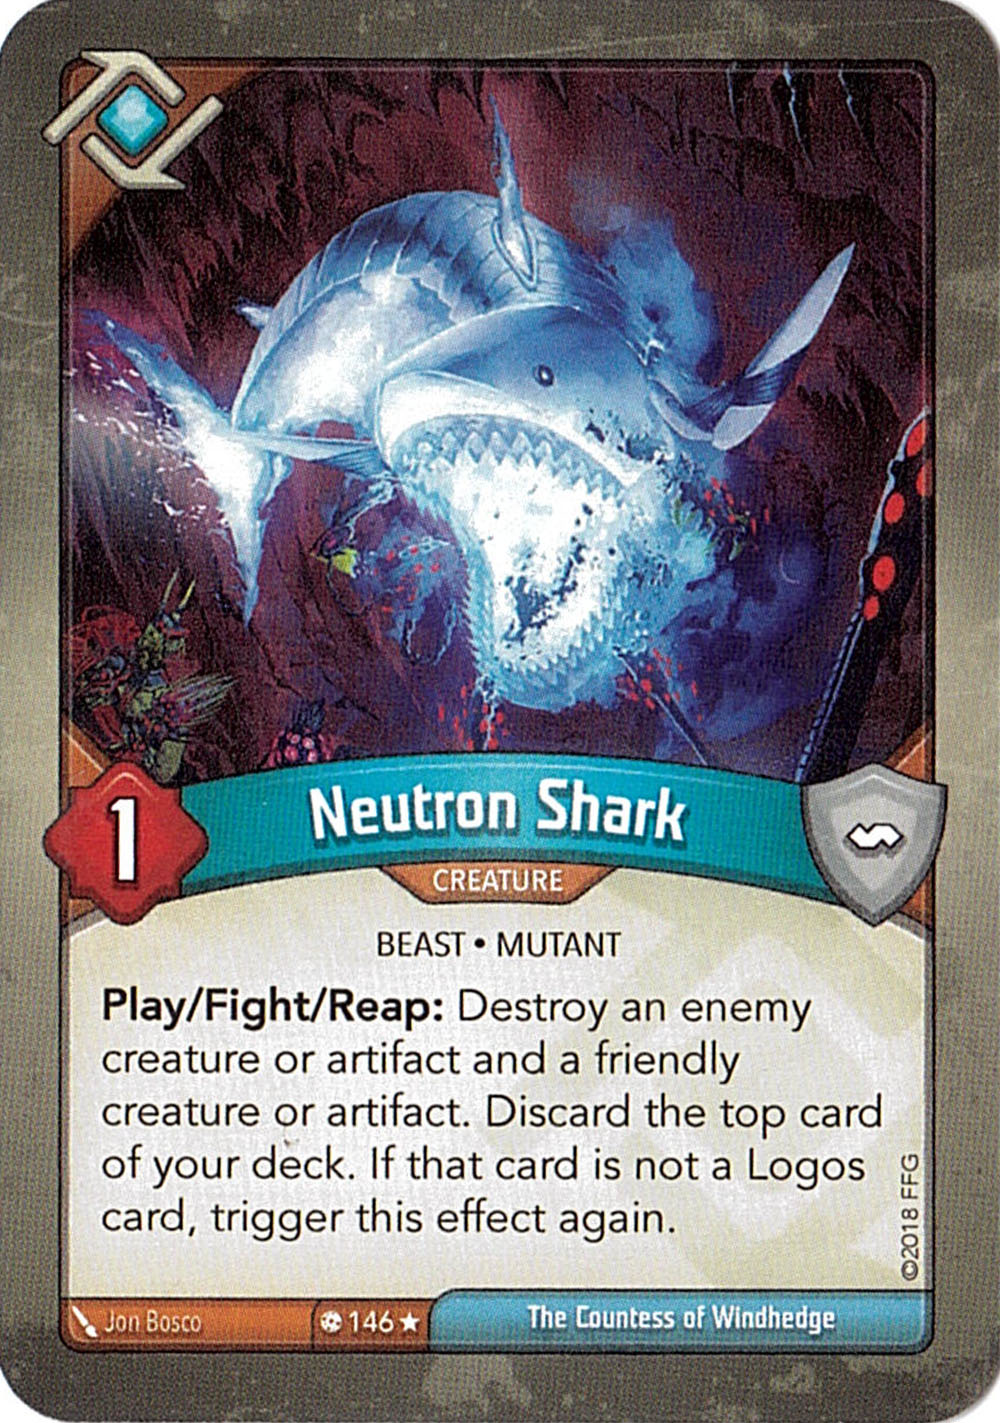 1
Neutron Shark
CREATURE
BEAST • MUTANT
Play/Fight/Reap: Destroy an enemy
creature or artifact and a friendly
creature or artifact. Discard the top card
of your deck. If that card is not a Logos
card, trigger this effect again.
©2018 FFG
Jon Bosco
146★
The Countess of Windhedge